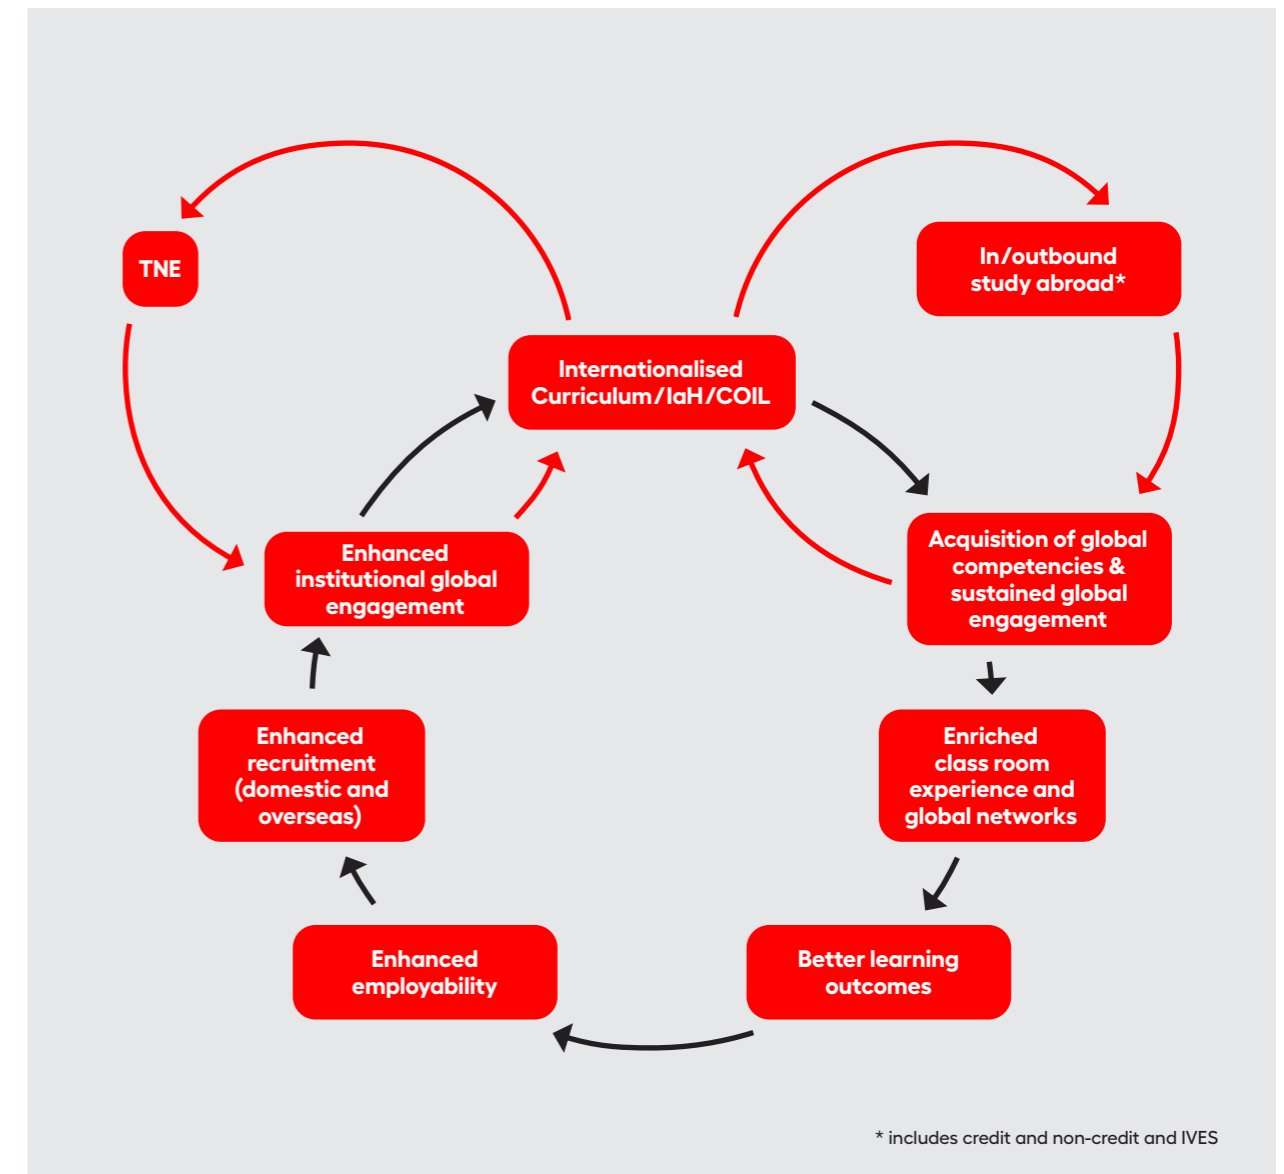 TNE
In/outbound
study abroad*
Internationalised
Curriculum/IaH/COIL
Enhanced
institutional global
engagement
Acquisition of global
competencies &
sustained global
engagement
Enhanced
recruitment
(domestic and
overseas)
Enriched
class room
experience and
global networks
Enhanced
employability
Better learning
outcomes
* includes credit and non-credit and IVES